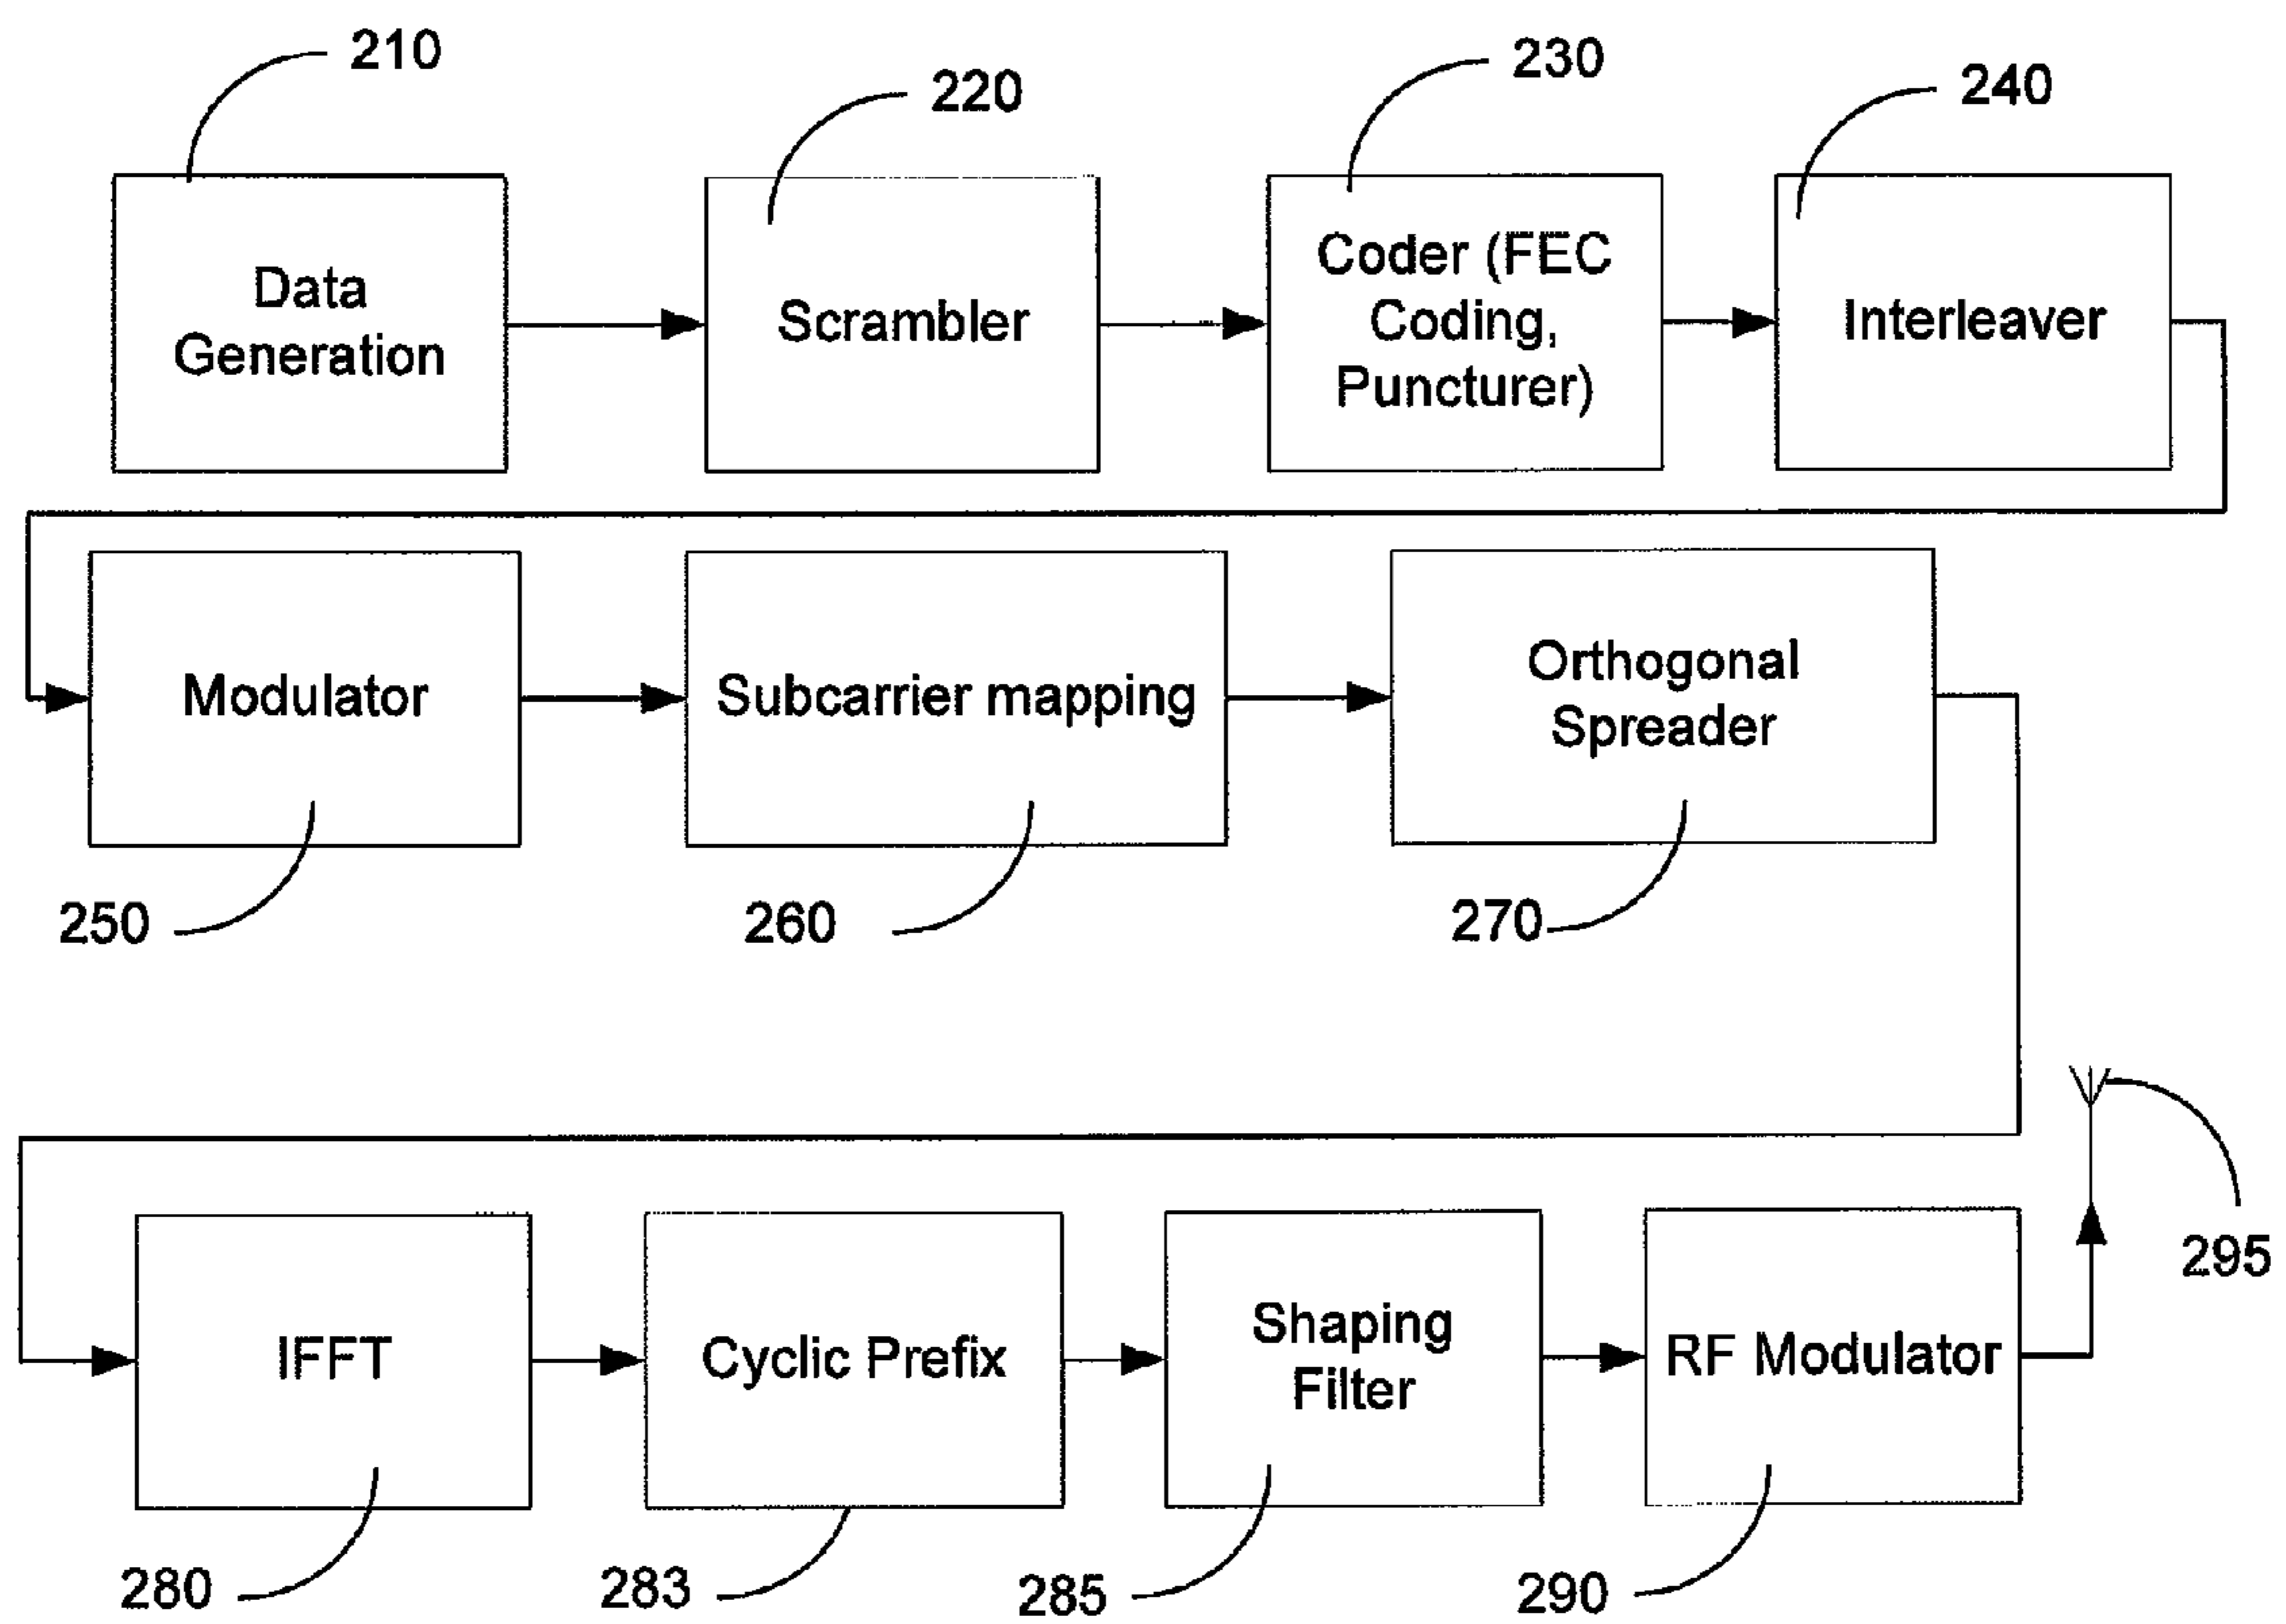 210
220
230
240
Data
Generation
Scrambler
Coder (FEC
Coding,
Puncturer)
Interleaver
Modulator
Subcarrier mapping
Orthogonal
Spreader
250
260
270
IFFT
Cyclic Prefix
Shaping
Filter
RF Modulator
295
280
283
285
290